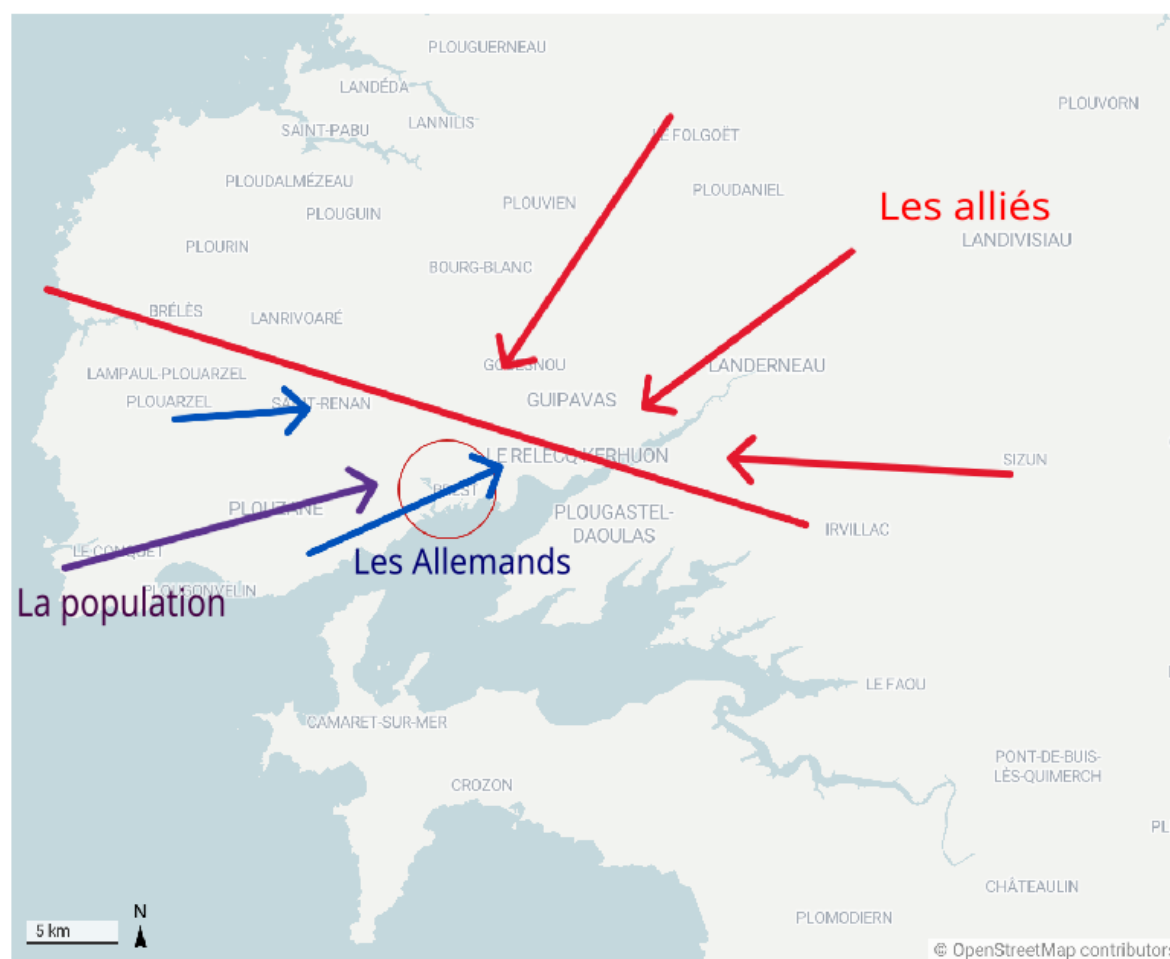 PLOUGUERNEAU
LANDÉDA
PLOUVORN
LANNILIS
SAINT-PABU
LE FOLGOËT
PLOUDALMÉZEAU
PLOUDANIEL
PLOUVIEN
PLOUGUIN
Les alliés
LANDIVISIAU
PLOURIN
BOURG-BLANC
BRÉLÈS
LANRIVOARÉ
GOUESNOU
LANDERNEAU
LAMPAUL-PLOUARZEL
PLOUARZEL
SAINT-RENAN
GUIPAVAS
LE RELECQ-KERHUON
SIZUN
BREST
PLOUZANÉ
PLOUGASTEL-
DAOULAS
IRVILLAC
LE CONQUET
Les Allemands
PLOUGONVELIN
La population
LE FAOU
CAMARET-SUR-MER
PONT-DE-BUIS-
LÈS-QUIMERCH
CROZON
PL
CHÂTEAULIN
N
PLOMODIERN
5 km
© OpenStreetMap contributors